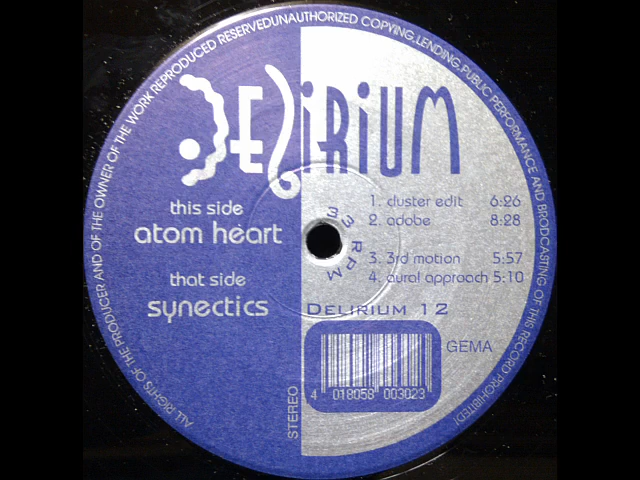 ALL RIGHTS OF THE PRODUCER AND OF THE OWNER OF THE WORK REPRODUCED RESERVEDUNAUTHORIZED COPYING,LENDING,PUBLIC PERFORMANCE AND BRODCASTING OF THIS RECORD PROHIBITED!
DELIRIUM
this side
atom heart
that side
synectics
1. cluster edit 6:26
2. adobe 8:28
3. 3rd motion 5:57
4. aural approach 5:10
33 RPM
DELIRIUM 12
GEMA
STEREO
4 018058 003023